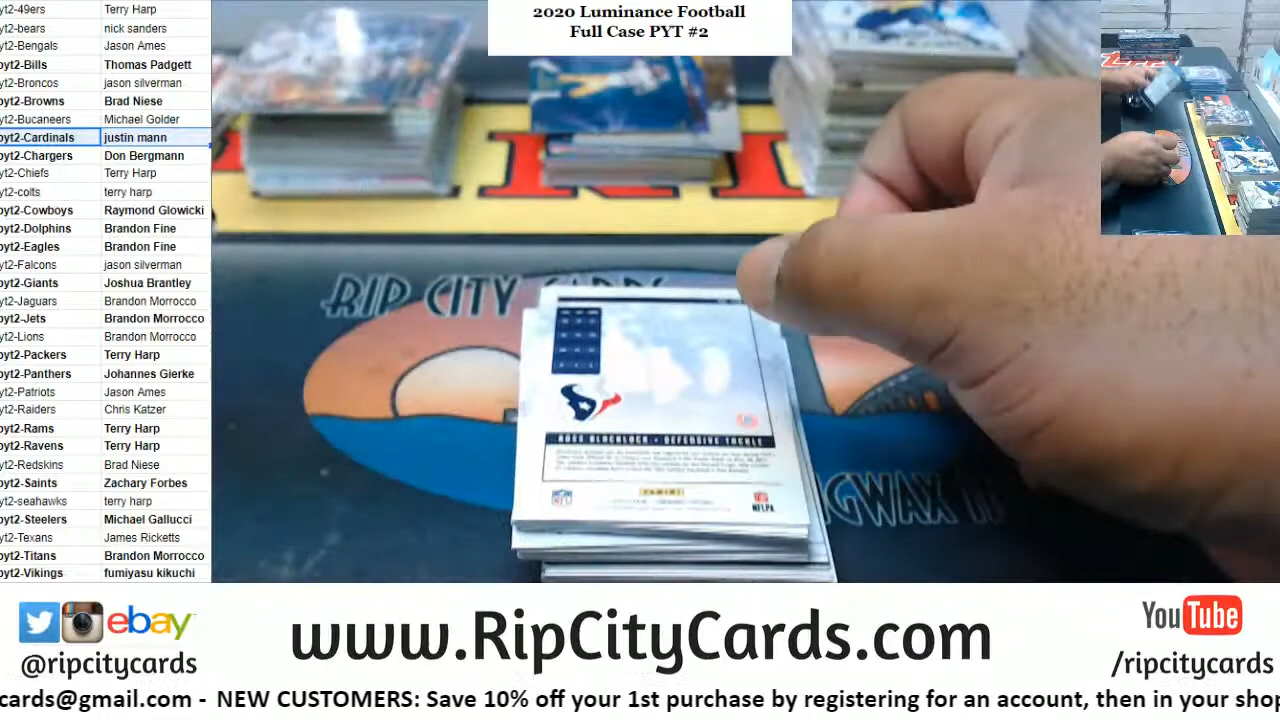 yt2-49ers Terry Harp
yt2-bears nick sanders
yt2-Bengals Jason Ames
pyt2-Bills Thomas Padgett
yt2-Broncos jason silverman
pyt2-Browns Brad Niese
yt2-Bucaneers Michael Golder
pyt2-Cardinals justin mann
pyt2-Chargers Don Bergmann
yt2-Chiefs Terry Harp
yt2-colts terry harp
pyt2-Cowboys Raymond Glowicki
pyt2-Dolphins Brandon Fine
pyt2-Eagles Brandon Fine
yt2-Falcons jason silverman
pyt2-Giants Joshua Brantley
yt2-Jaguars Brandon Morrocco
pyt2-Jets Brandon Morrocco
yt2-Lions Brandon Morrocco
pyt2-Packers Terry Harp
pyt2-Panthers Johannes Gierke
yt2-Patriots Jason Ames
yt2-Raiders Chris Katzer
pyt2-Rams Terry Harp
pyt2-Ravens Terry Harp
yt2-Redskins Brad Niese
pyt2-Saints Zachary Forbes
yt2-seahawks terry harp
pyt2-Steelers Michael Gallucci
yt2-Texans James Ricketts
pyt2-Titans Brandon Morrocco
pyt2-Vikings fumiyasu kikuchi
2020 Luminance Football
Full Case PYT #2
RIP CITY CARDS
ROSS BLACKLOCK • DEFENSIVE TACKLE
NFL
PANINI
NFLPA
ebay
@ripcitycards
www.RipCityCards.com
YouTube
/ripcitycards
cards@gmail.com - NEW CUSTOMERS: Save 10% off your 1st purchase by registering for an account, then in your shop